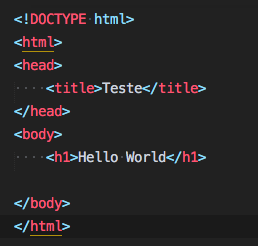 <!DOCTYPE html>
<html>
<head>
    <title>Teste</title>
</head>
<body>
    <h1>Hello World</h1>

</body>
</html>